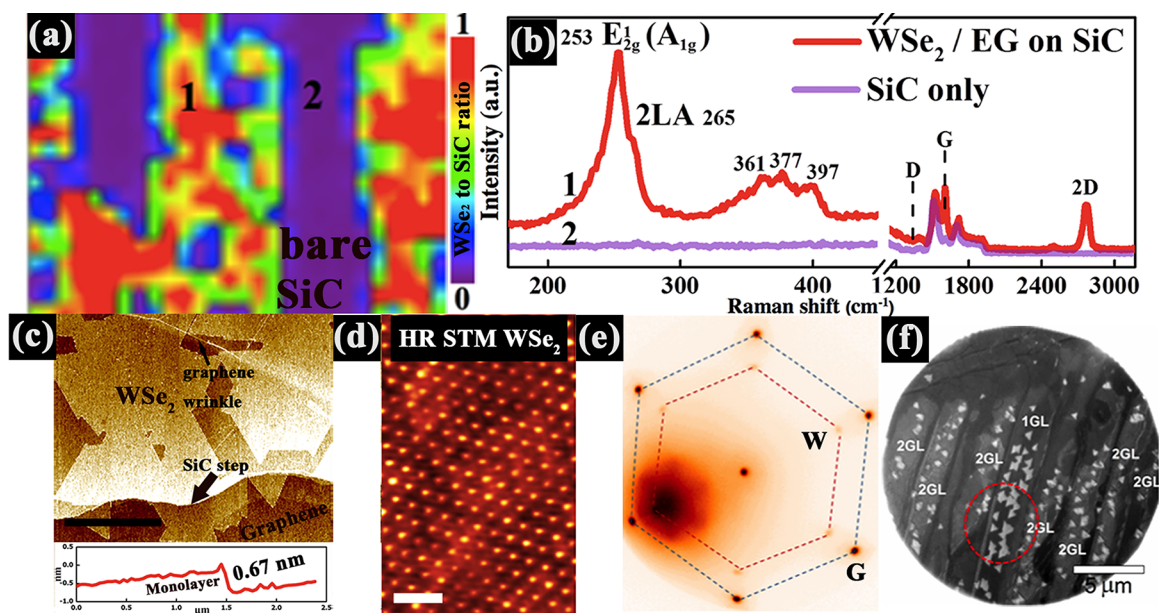 (a)
1
2
bare
SiC
1
WSe₂ to SiC ratio
0
(b)
253 E¹₂g (A₁g)
2LA 265
361 377 397
1
2
WSe₂ / EG on SiC
SiC only
D
G
2D
Intensity (a.u.)
200 300 400 1200 1800 2400 3000
Raman shift (cm⁻¹)
(c)
graphene
wrinkle
WSe₂
SiC step
Graphene
0.5
0.0
-0.5
-1.0
nm
Monolayer
0.67 nm
0.0 0.5 1.0 1.5 2.0 2.5
μm
(d)
HR STM WSe₂
(e)
W
G
(f)
1GL
2GL
2GL
2GL
2GL
2GL
2GL
2GL
5 μm